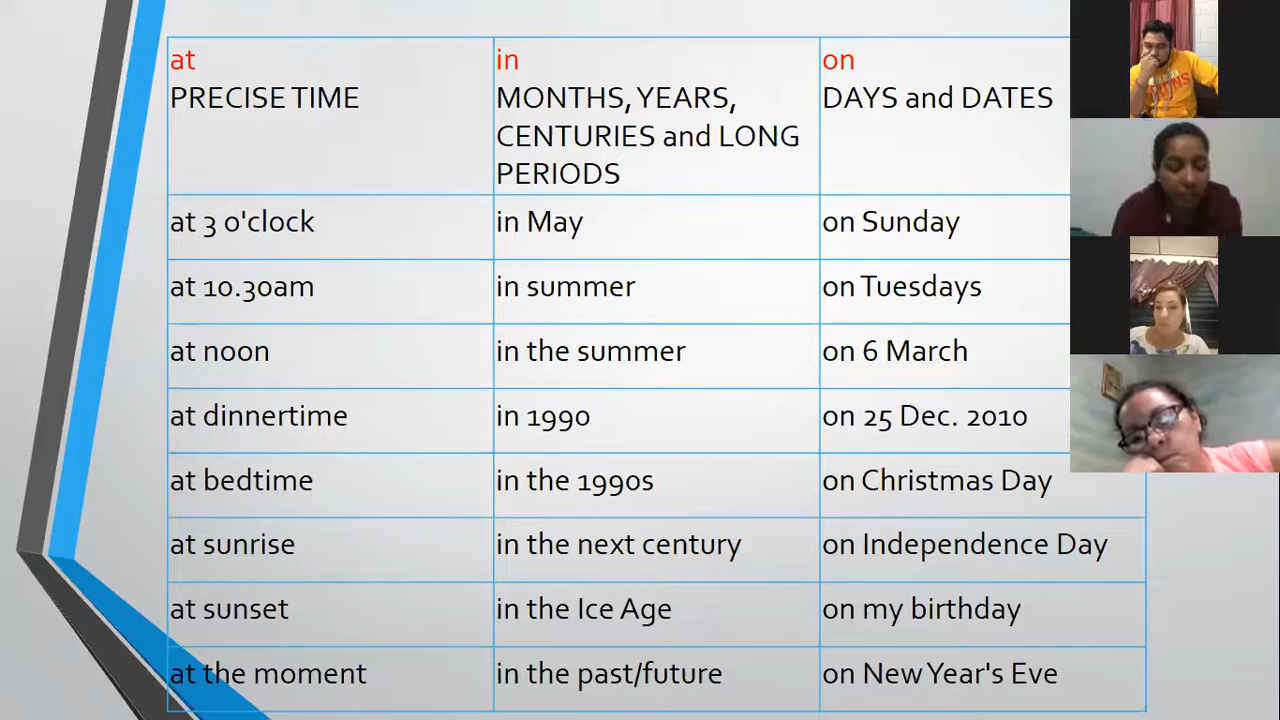 at
PRECISE TIME
in
MONTHS, YEARS,
CENTURIES and LONG
PERIODS
on
DAYS and DATES
at 3 o'clock
in May
on Sunday
at 10.30am
in summer
on Tuesdays
at noon
in the summer
on 6 March
at dinnertime
in 1990
on 25 Dec. 2010
at bedtime
in the 1990s
on Christmas Day
at sunrise
in the next century
on Independence Day
at sunset
in the Ice Age
on my birthday
at the moment
in the past/future
on New Year's Eve